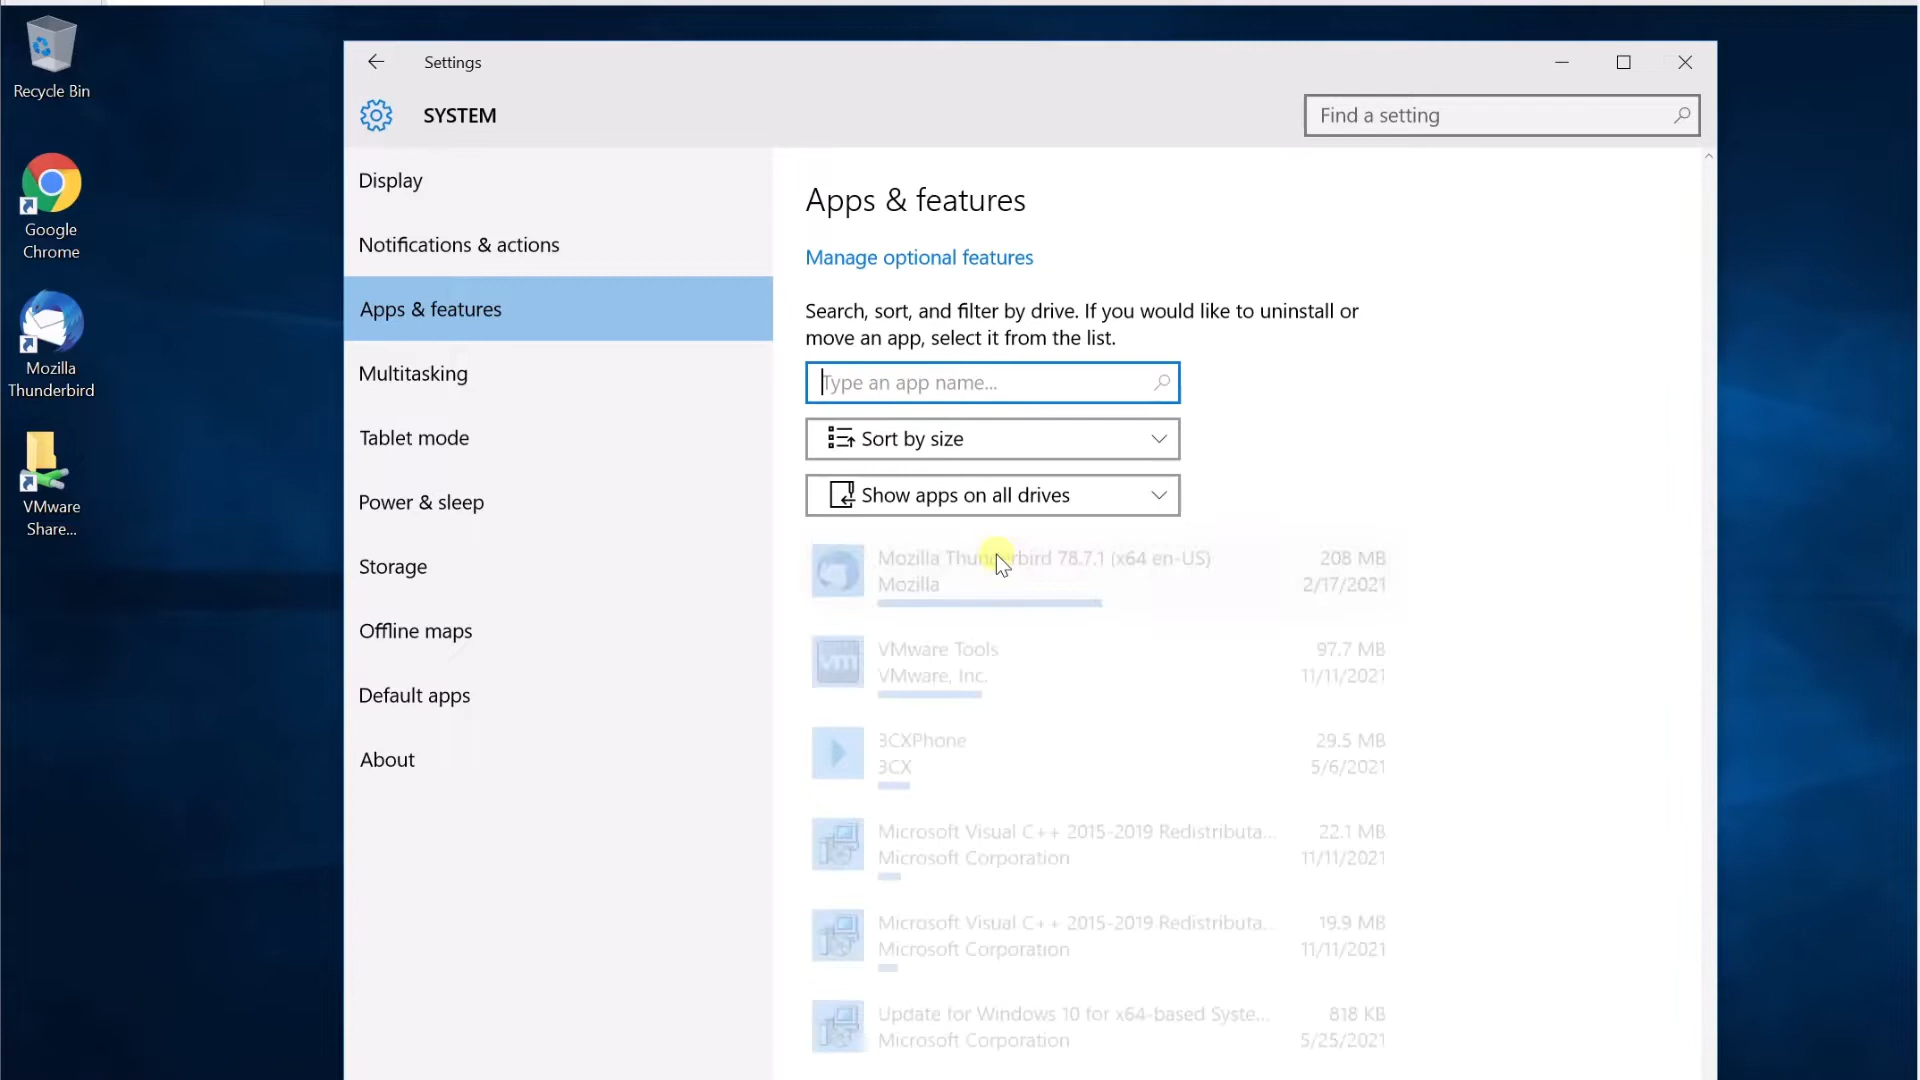 Recycle Bin
Google
Chrome
Mozilla
Thunderbird
VMware
Share...
Settings
SYSTEM
Find a setting
Display
Notifications & actions
Apps & features
Multitasking
Tablet mode
Power & sleep
Storage
Offline maps
Default apps
About
Apps & features
Manage optional features
Search, sort, and filter by drive. If you would like to uninstall or
move an app, select it from the list.
Type an app name...
Sort by size
Show apps on all drives
Mozilla Thunderbird 78.7.1 (x64 en-US) 208 MB
Mozilla 2/17/2021
VMware Tools 97.7 MB
VMware, Inc. 11/11/2021
3CXPhone 29.5 MB
3CX 5/6/2021
Microsoft Visual C++ 2015-2019 Redistributa... 22.1 MB
Microsoft Corporation 11/11/2021
Microsoft Visual C++ 2015-2019 Redistributa... 19.9 MB
Microsoft Corporation 11/11/2021
Update for Windows 10 for x64-based Syste... 818 KB
Microsoft Corporation 5/25/2021